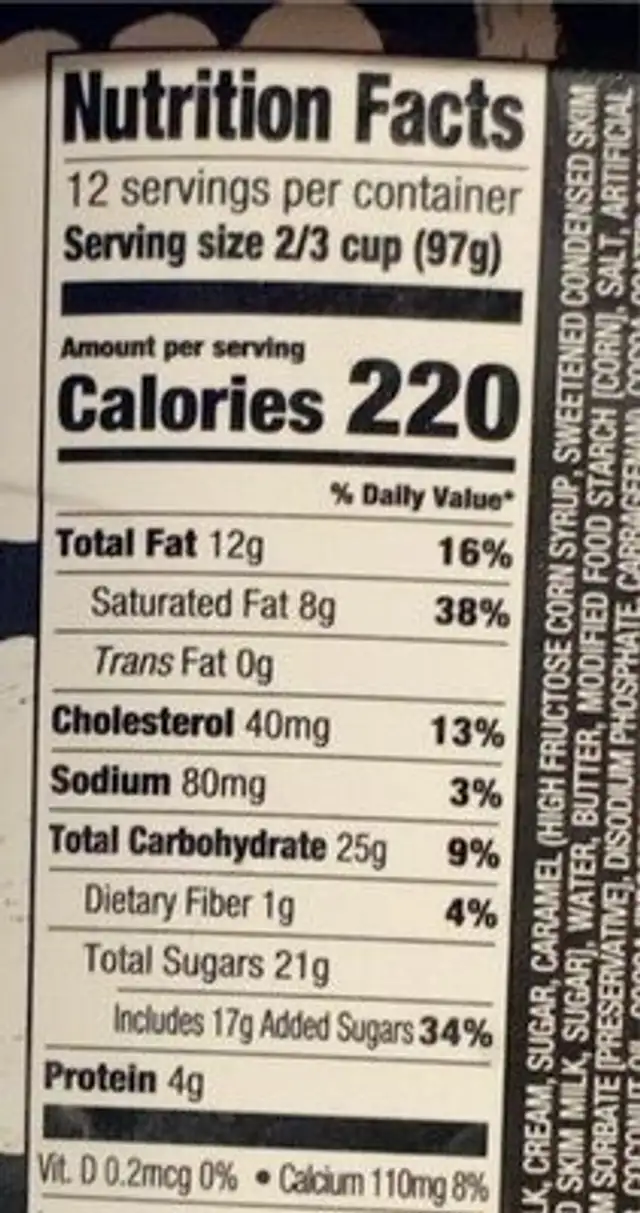 Nutrition Facts
12 servings per container
Serving size 2/3 cup (97g)
Amount per serving
Calories 220
% Daily Value*
Total Fat 12g 16%
Saturated Fat 8g 38%
Trans Fat 0g
Cholesterol 40mg 13%
Sodium 80mg 3%
Total Carbohydrate 25g 9%
Dietary Fiber 1g 4%
Total Sugars 21g
Includes 17g Added Sugars 34%
Protein 4g
Vit. D 0.2mcg 0% • Calcium 110mg 8%
LK, CREAM, SUGAR, CARAMEL (HIGH FRUCTOSE CORN SYRUP, SWEETENED CONDENSED SKIM
D SKIM MILK, SUGAR], WATER, BUTTER, MODIFIED FOOD STARCH [CORN], SALT, ARTIFICIAL
M SORBATE [PRESERVATIVE], DISODIUM PHOSPHATE, CARRAGEENAN
COCONUT OIL